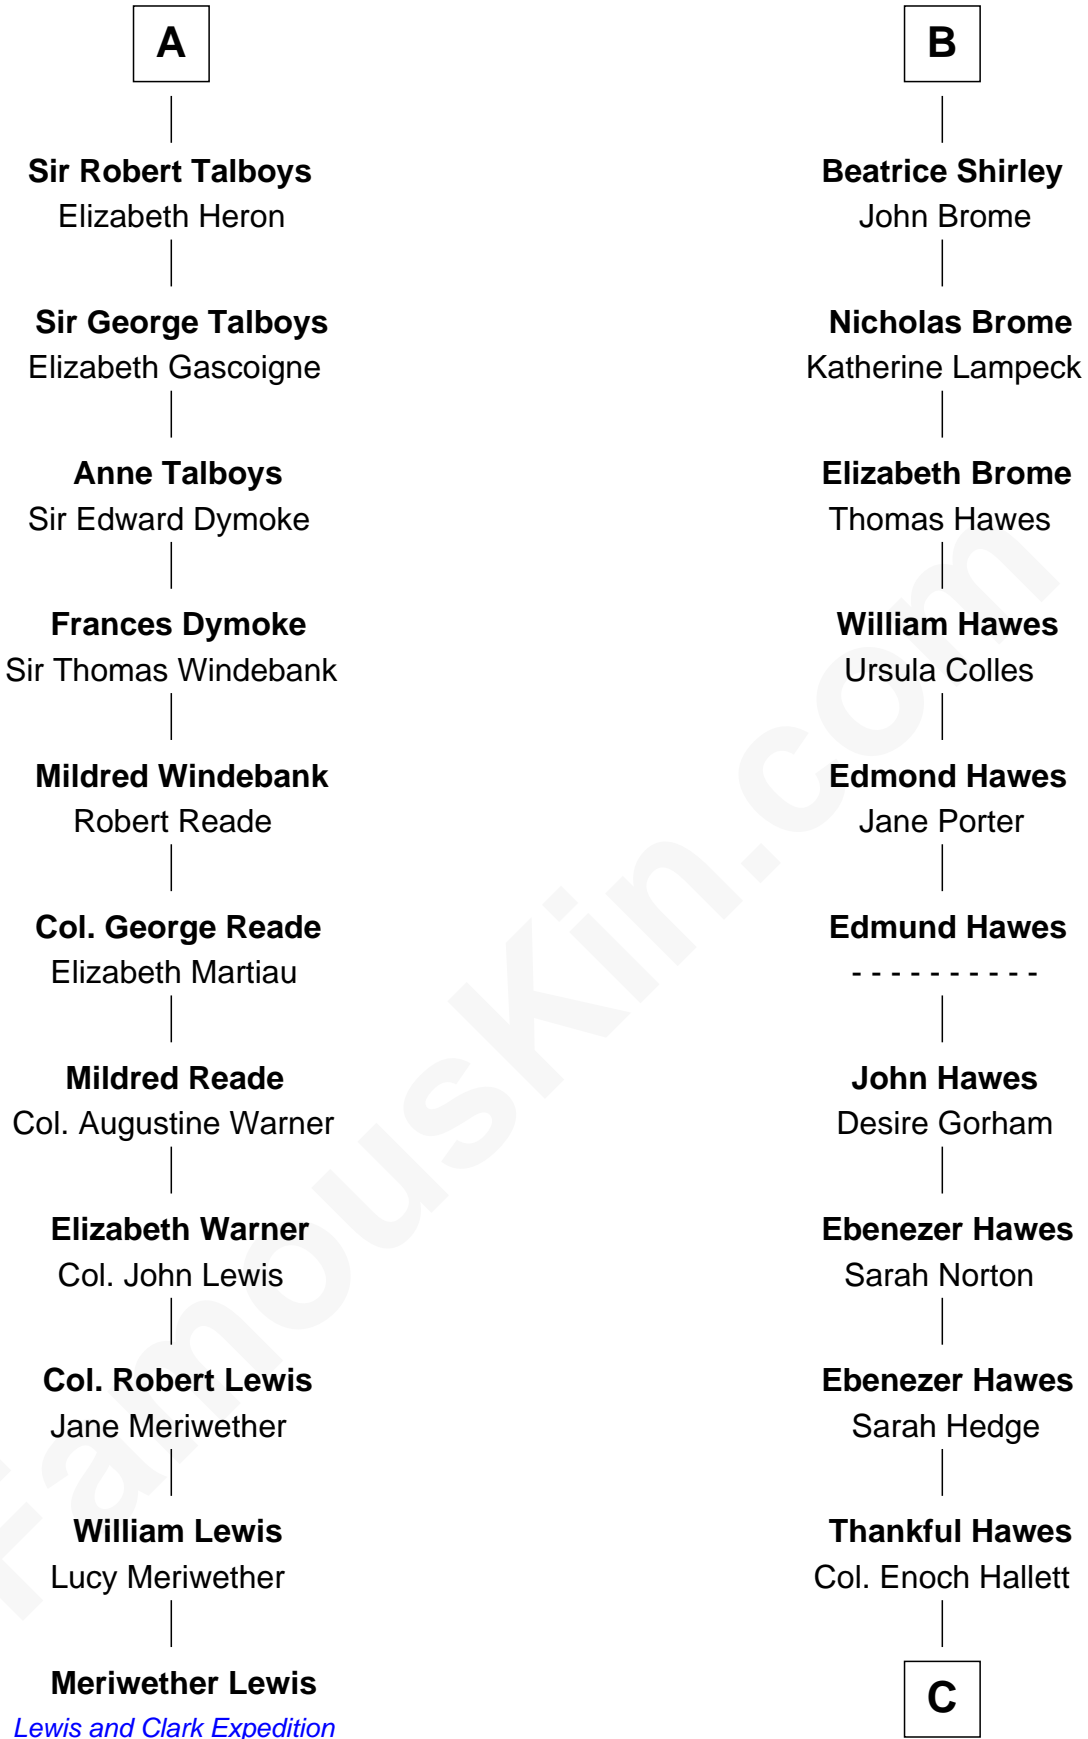 A
Sir Robert Talboys
Elizabeth Heron
Sir George Talboys
Elizabeth Gascoigne
Anne Talboys
Sir Edward Dymoke
Frances Dymoke
Sir Thomas Windebank
Mildred Windebank
Robert Reade
Col. George Reade
Elizabeth Martiau
Mildred Reade
Col. Augustine Warner
Elizabeth Warner
Col. John Lewis
Col. Robert Lewis
Jane Meriwether
William Lewis
Lucy Meriwether
Meriwether Lewis
Lewis and Clark Expedition
B
Beatrice Shirley
John Brome
Nicholas Brome
Katherine Lampeck
Elizabeth Brome
Thomas Hawes
William Hawes
Ursula Colles
Edmond Hawes
Jane Porter
Edmund Hawes
- - - - - - - - - -
John Hawes
Desire Gorham
Ebenezer Hawes
Sarah Norton
Ebenezer Hawes
Sarah Hedge
Thankful Hawes
Col. Enoch Hallett
C
FamousKin.com